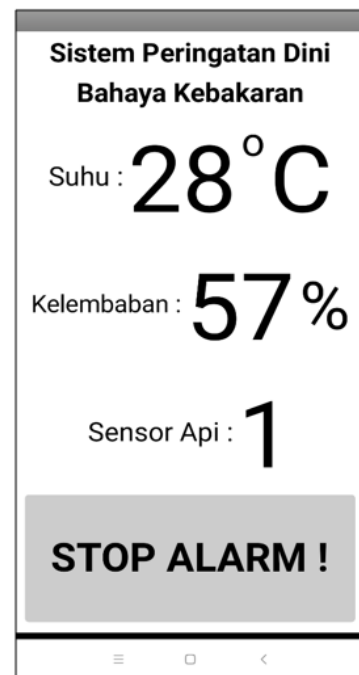 Sistem Peringatan Dini
Bahaya Kebakaran
Suhu : 28°C
Kelembaban : 57%
Sensor Api : 1
STOP ALARM !